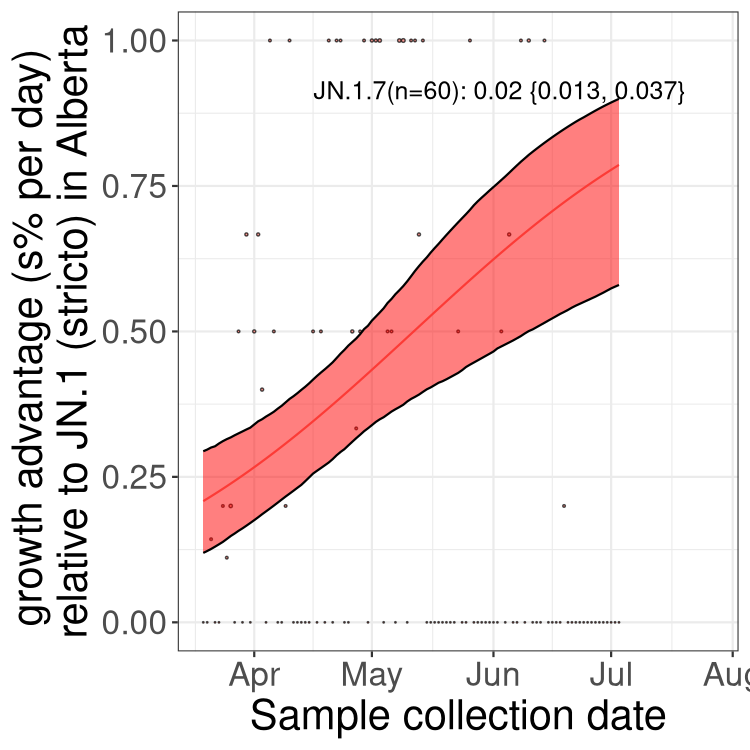 growth advantage (s% per day)
relative to JN.1 (stricto) in Alberta
1.00
0.75
0.50
0.25
0.00
JN.1.7(n=60): 0.02 {0.013, 0.037}
Apr May Jun Jul Aug
Sample collection date